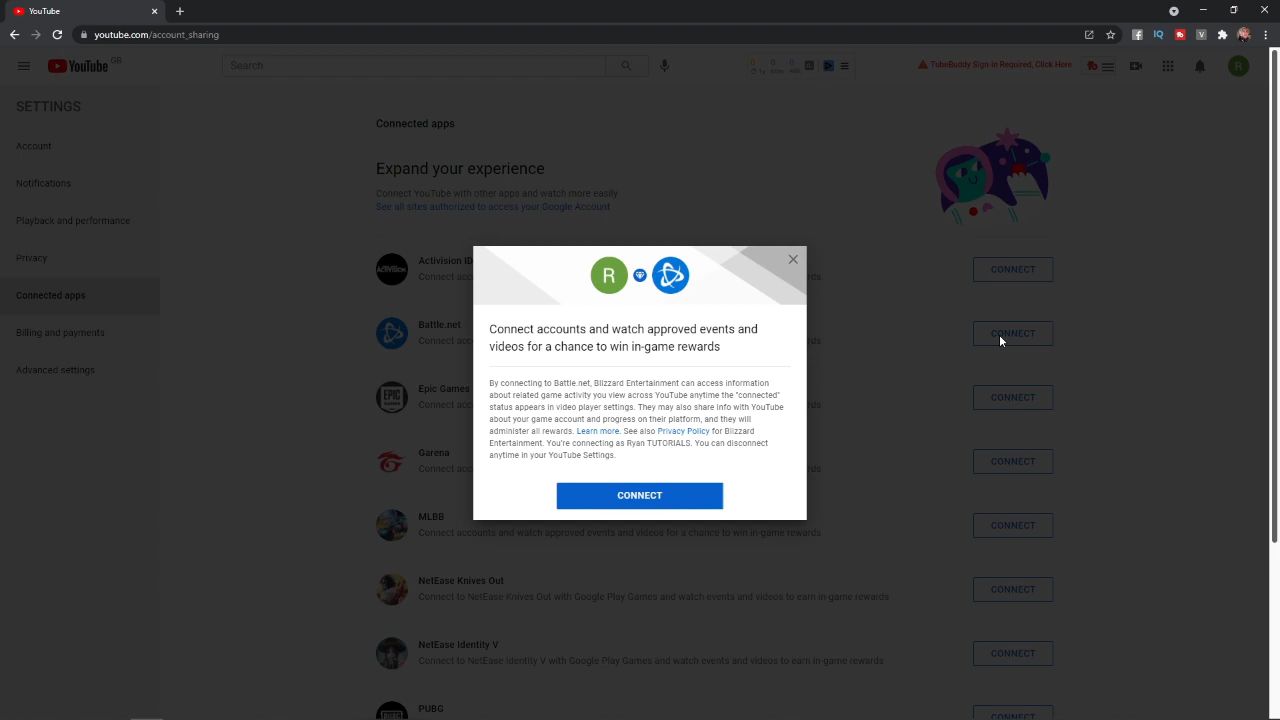 YouTube
youtube.com/account_sharing
YouTube GB
Search
TubeBuddy Sign-in Required, Click Here
R
SETTINGS
Account
Notifications
Playback and performance
Privacy
Connected apps
Billing and payments
Advanced settings
Connected apps
Expand your experience
Connect YouTube with other apps and watch more easily
See all sites authorized to access your Google Account
ACTIVISION
Activision ID
CONNECT
Battle.net
CONNECT
EPIC GAMES
Epic Games
CONNECT
Garena
CONNECT
MLBB
Connect accounts and watch approved events and videos for a chance to win in-game rewards
CONNECT
NetEase Knives Out
Connect to NetEase Knives Out with Google Play Games and watch events and videos to earn in-game rewards
CONNECT
NetEase Identity V
Connect to NetEase Identity V with Google Play Games and watch events and videos to earn in-game rewards
CONNECT
PUBG
CONNECT
R
Connect accounts and watch approved events and
videos for a chance to win in-game rewards
By connecting to Battle.net, Blizzard Entertainment can access information
about related game activity you view across YouTube anytime the "connected"
status appears in video player settings. They may also share info with YouTube
about your game account and progress on their platform, and they will
administer all rewards. Learn more. See also Privacy Policy for Blizzard
Entertainment. You're connecting as Ryan TUTORIALS. You can disconnect
anytime in your YouTube Settings.
CONNECT